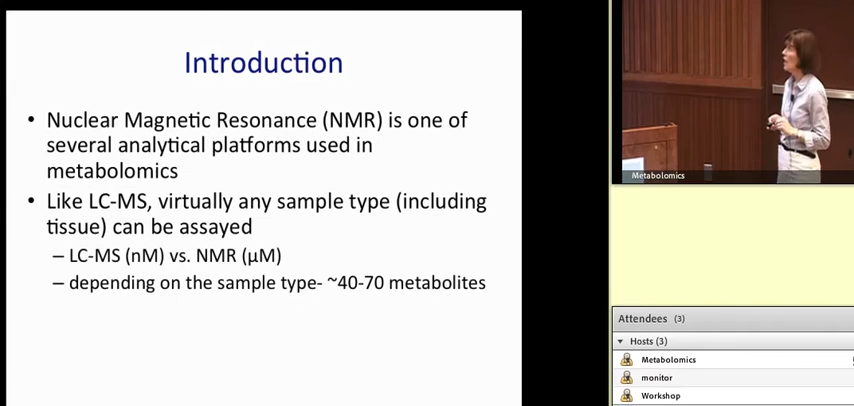 Introduction
• Nuclear Magnetic Resonance (NMR) is one of
several analytical platforms used in
metabolomics
• Like LC-MS, virtually any sample type (including
tissue) can be assayed
– LC-MS (nM) vs. NMR (µM)
– depending on the sample type- ~40-70 metabolites
Metabolomics
Attendees (3)
Hosts (3)
Metabolomics
monitor
Workshop